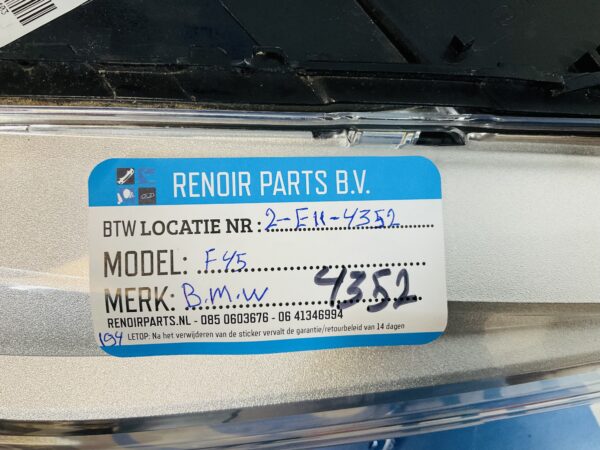 RENOIR PARTS B.V.
BTW LOCATIE NR : 2-E11-4352
MODEL: F45
MERK: B.M.W 4352
RENOIRPARTS.NL - 085 0603676 - 06 41346994
194 LETOP: Na het verwijderen van de sticker vervalt de garantie/retourbeleid van 14 dagen